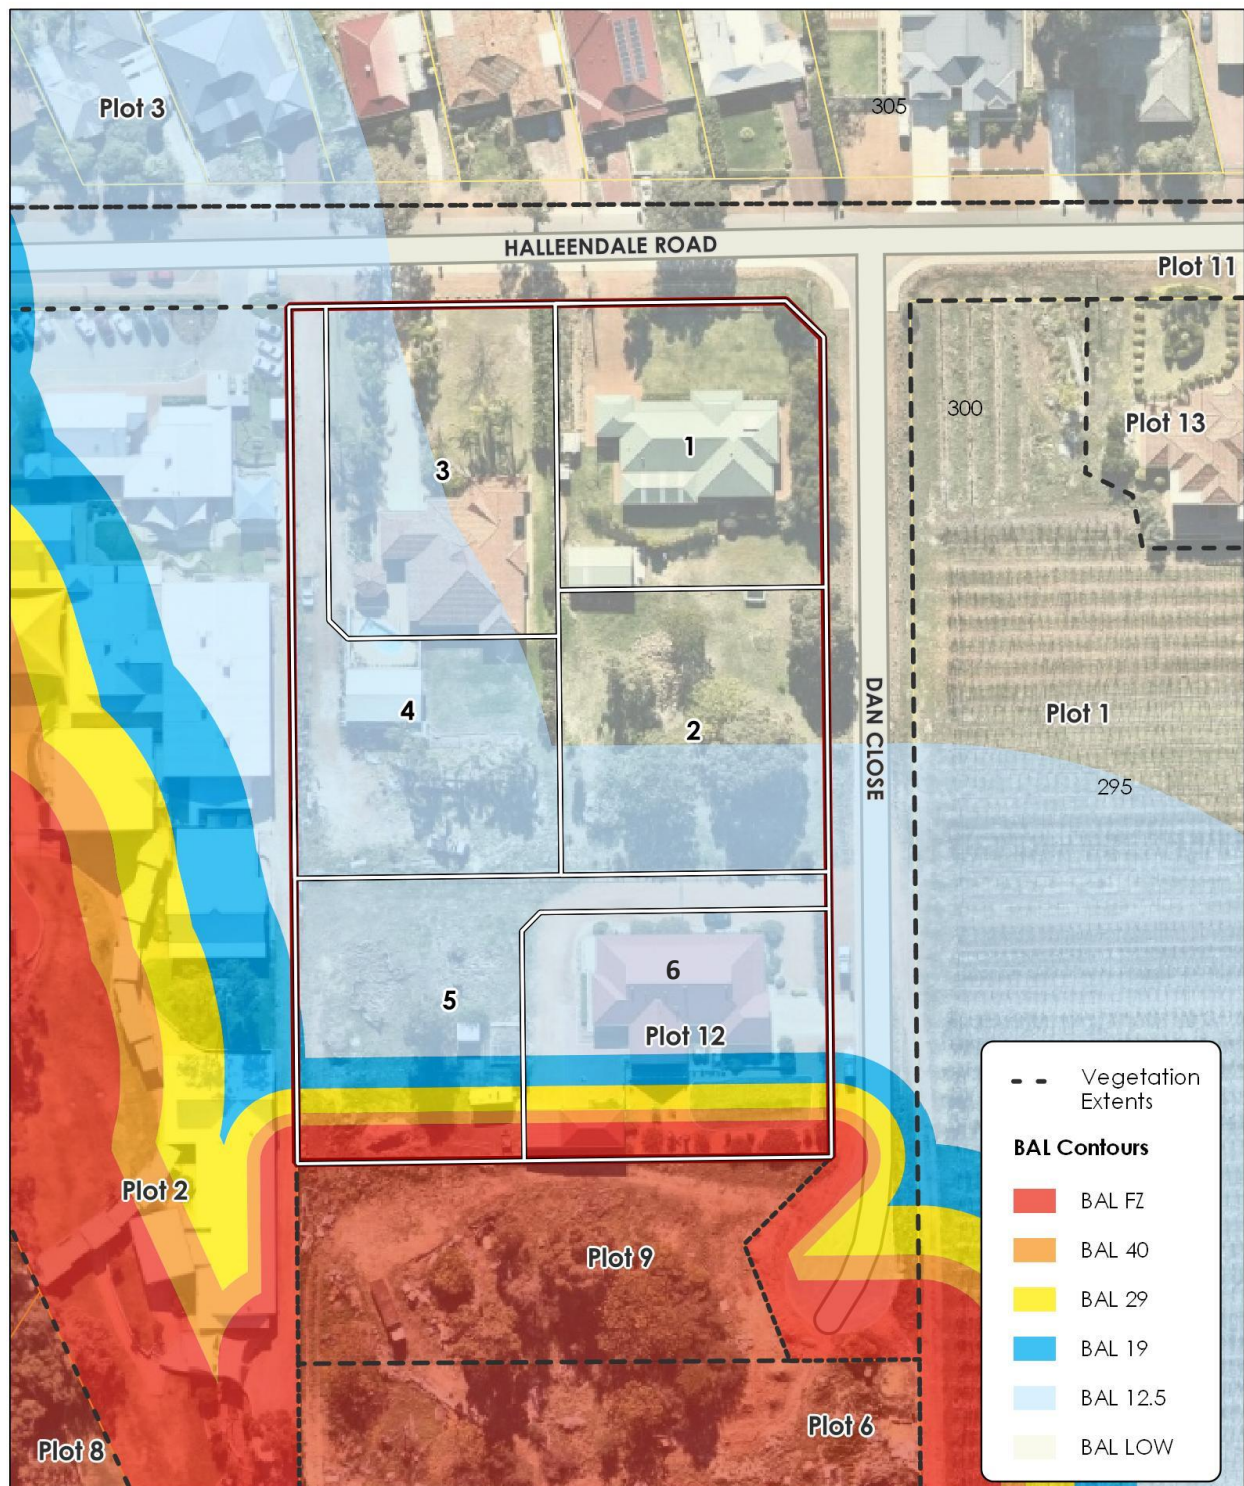 Plot 3
305
HALLEENDALE ROAD
Plot 11
300
Plot 13
1
3
DAN CLOSE
4
2
Plot 1
295
6
5
Plot 12
Plot 2
Plot 9
Plot 6
Plot 8
Vegetation
Extents
BAL Contours
BAL FZ
BAL 40
BAL 29
BAL 19
BAL 12.5
BAL LOW